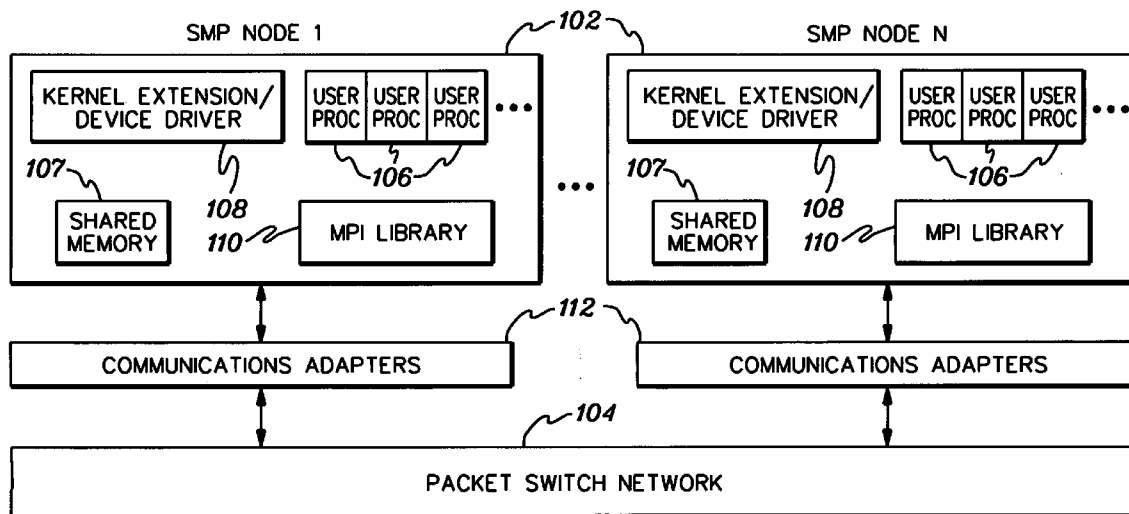 SMP NODE 1
102
SMP NODE N
KERNEL EXTENSION/
DEVICE DRIVER
USER
PROC
USER
PROC
USER
PROC
•••
107
108
106
SHARED
MEMORY
110
MPI LIBRARY
•••
KERNEL EXTENSION/
DEVICE DRIVER
USER
PROC
USER
PROC
USER
PROC
•••
107
108
106
SHARED
MEMORY
110
MPI LIBRARY
112
COMMUNICATIONS ADAPTERS
COMMUNICATIONS ADAPTERS
104
PACKET SWITCH NETWORK